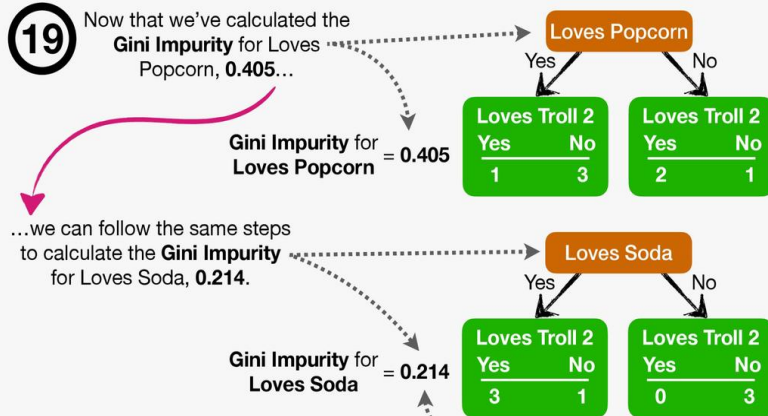 19
Now that we've calculated the
Gini Impurity for Loves
Popcorn, 0.405…
Loves Popcorn
Yes No
Loves Troll 2 Loves Troll 2
Yes No Yes No
1 3 2 1
Gini Impurity for
Loves Popcorn = 0.405
…we can follow the same steps
to calculate the Gini Impurity
for Loves Soda, 0.214.
Loves Soda
Yes No
Loves Troll 2 Loves Troll 2
Yes No Yes No
3 1 0 3
Gini Impurity for
Loves Soda = 0.214